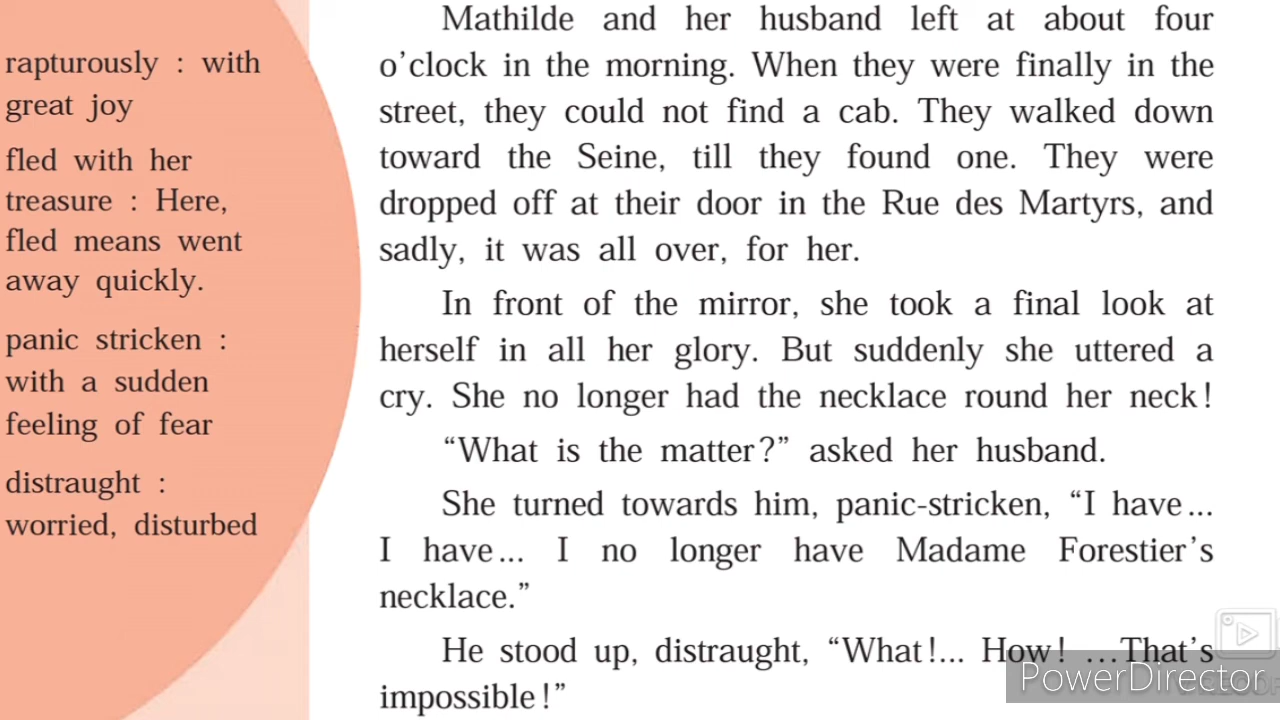 rapturously : with
great joy
fled with her
treasure : Here,
fled means went
away quickly.
panic stricken :
with a sudden
feeling of fear
distraught :
worried, disturbed
Mathilde and her husband left at about four
o’clock in the morning. When they were finally in the
street, they could not find a cab. They walked down
toward the Seine, till they found one. They were
dropped off at their door in the Rue des Martyrs, and
sadly, it was all over, for her.
In front of the mirror, she took a final look at
herself in all her glory. But suddenly she uttered a
cry. She no longer had the necklace round her neck!
“What is the matter?” asked her husband.
She turned towards him, panic-stricken, “I have...
I have... I no longer have Madame Forestier’s
necklace.”
He stood up, distraught, “What!... How! ...That’s
impossible!”
PowerDirector